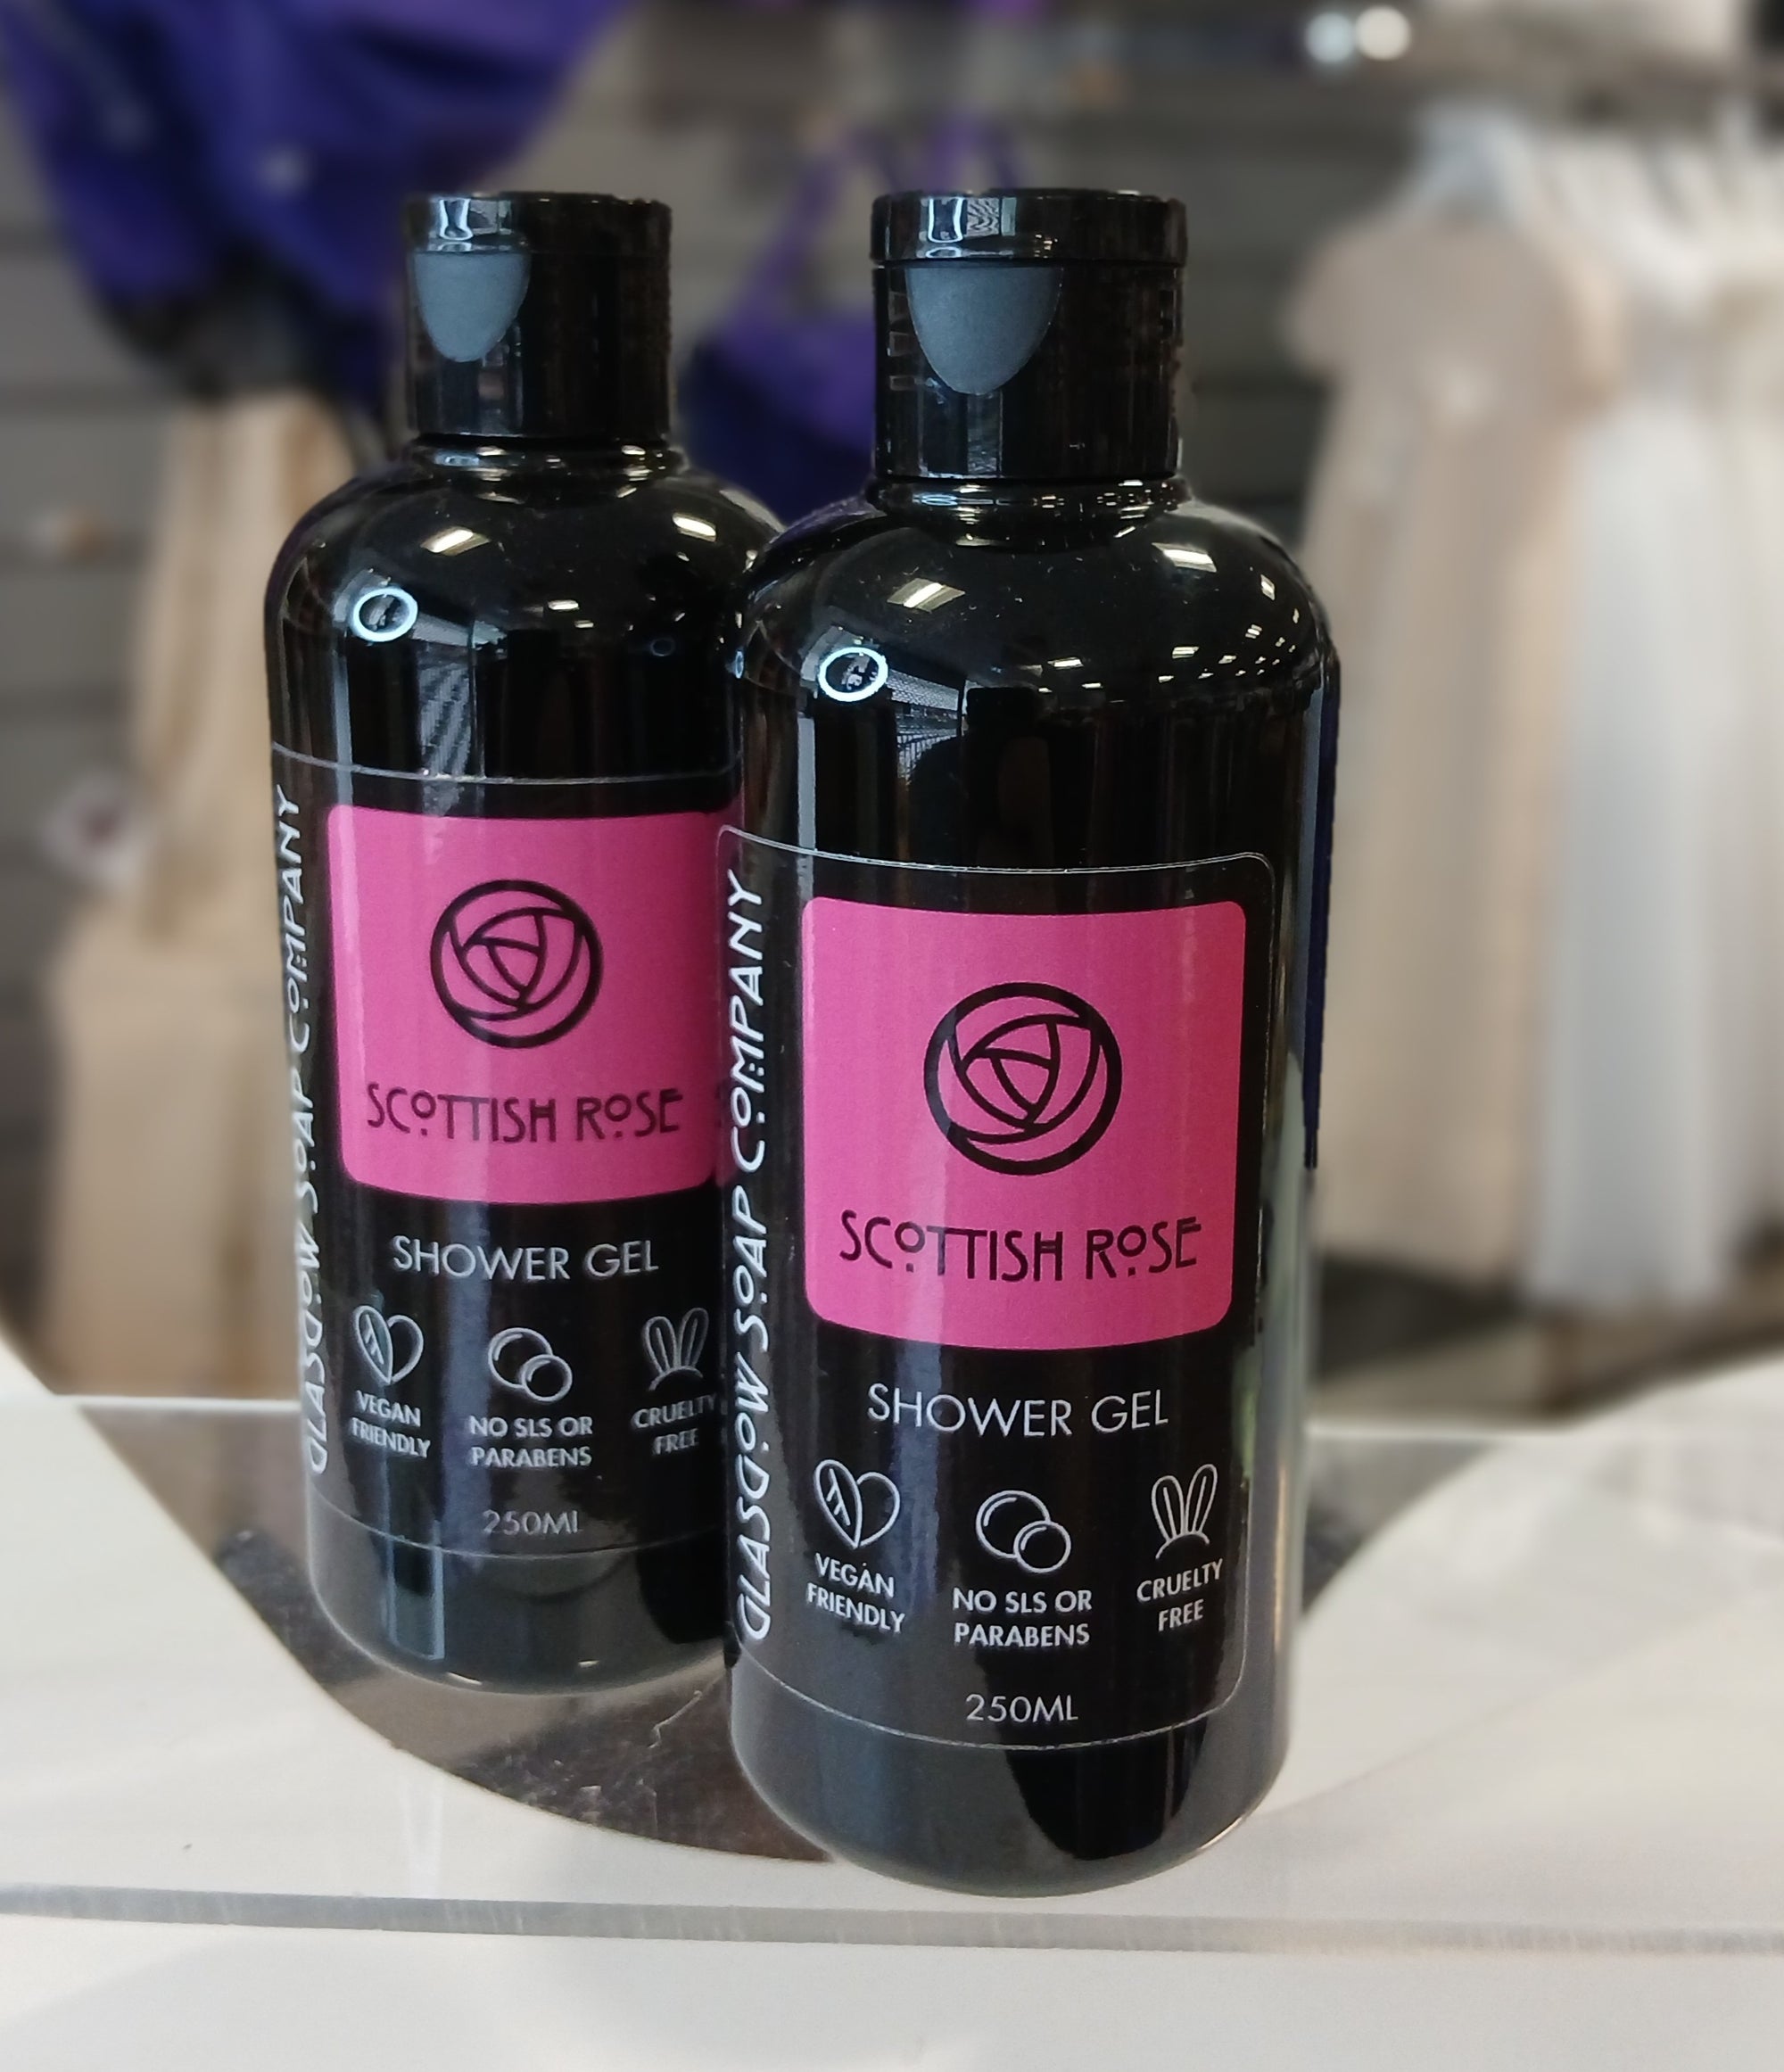 GLASGOW SOAP COMPANY
SCOTTISH ROSE
SHOWER GEL
VEGAN
FRIENDLY
NO SLS OR
PARABENS
CRUELTY
FREE
250ML
GLASGOW SOAP COMPANY
SCOTTISH ROSE
SHOWER GEL
VEGAN
FRIENDLY
NO SLS OR
PARABENS
CRUELTY
FREE
250ML